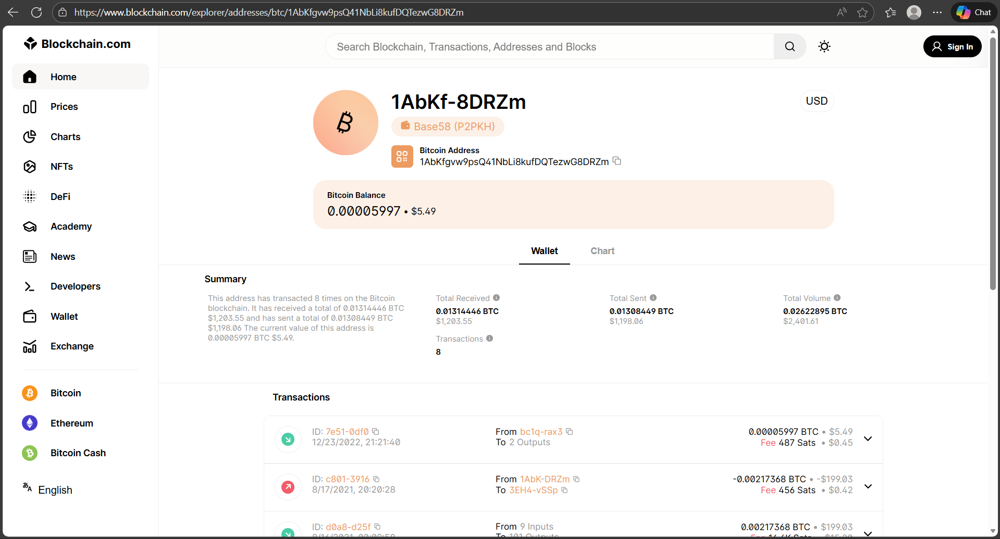 https://www.blockchain.com/explorer/addresses/btc/1AbKfgvw9psQ41NbLi8kufDQTezwG8DRZm
Chat
Blockchain.com
Search Blockchain, Transactions, Addresses and Blocks
Sign In
Home
Prices
Charts
NFTs
DeFi
Academy
News
Developers
Wallet
Exchange
Bitcoin
Ethereum
Bitcoin Cash
English
1AbKf-8DRZm
USD
Base58 (P2PKH)
Bitcoin Address
1AbKfgvw9psQ41NbLi8kufDQTezwG8DRZm
Bitcoin Balance
0.00005997 • $5.49
Wallet
Chart
Summary
This address has transacted 8 times on the Bitcoin
blockchain. It has received a total of 0.01314446 BTC
$1,203.55 and has sent a total of 0.01308449 BTC
$1,198.06 The current value of this address is
0.00005997 BTC $5.49.
Total Received
0.01314446 BTC
$1,203.55
Total Sent
0.01308449 BTC
$1,198.06
Total Volume
0.02622895 BTC
$2,401.61
Transactions
8
Transactions
ID: 7e51-0df0
12/23/2022, 21:21:40
From bc1q-rax3
To 2 Outputs
0.00005997 BTC • $5.49
Fee 487 Sats • $0.45
ID: c801-3916
8/17/2021, 20:20:28
From 1AbK-DRZm
To 3EH4-vSSp
-0.00217368 BTC • -$199.03
Fee 456 Sats • $0.42
ID: d0a8-d25f
From 9 Inputs
To 101 Outputs
0.00217368 BTC • $199.03